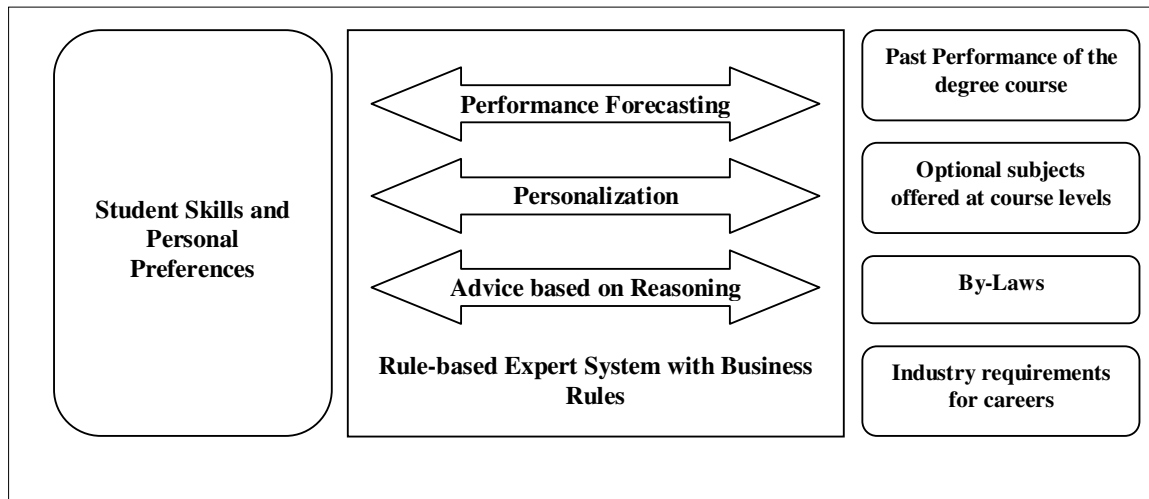 Student Skills and
Personal
Preferences
Performance Forecasting
Personalization
Advice based on Reasoning
Rule-based Expert System with Business
Rules
Past Performance of the
degree course
Optional subjects
offered at course levels
By-Laws
Industry requirements
for careers